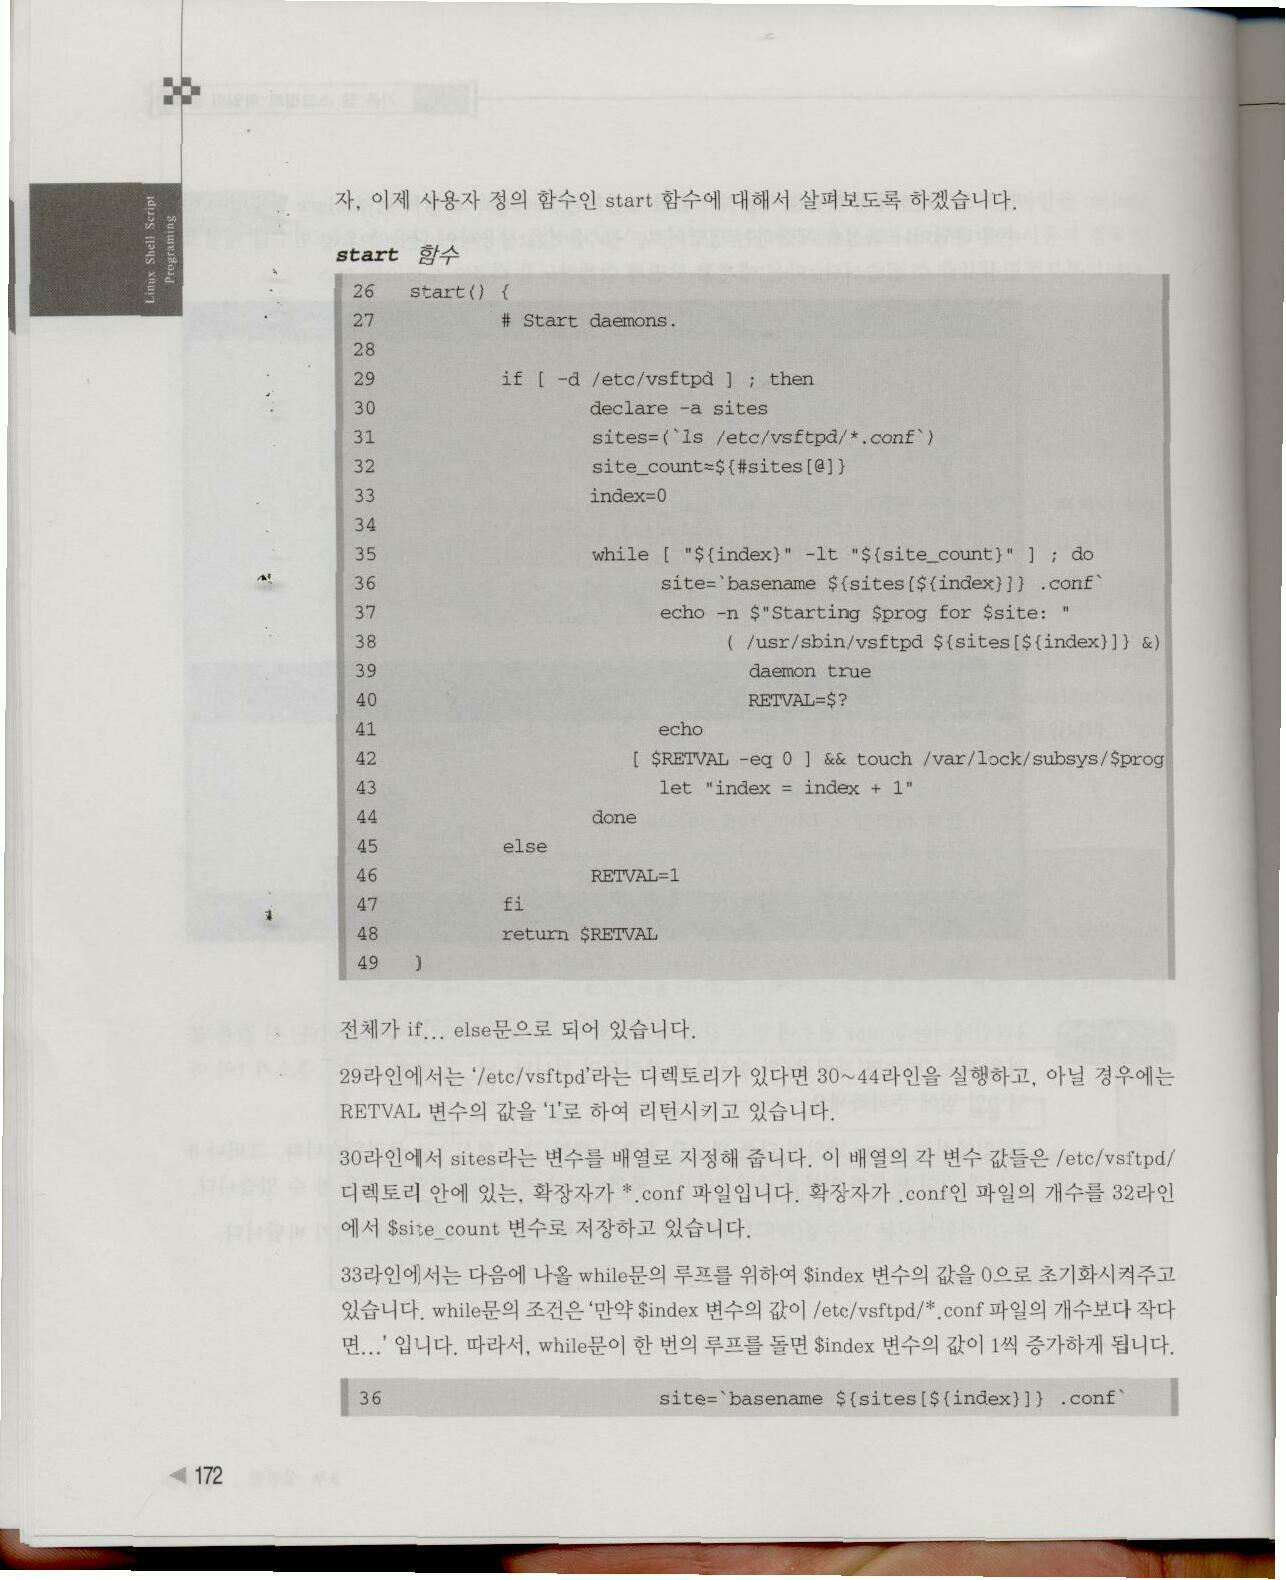 Linux Shell Script
Programing
자, 이제 사용자 정의 함수인 start 함수에 대해서 살펴보도록 하겠습니다.
start 함수
26 start() {
27 # Start daemons.
28
29 if [ -d /etc/vsftpd ] ; then
30 declare -a sites
31 sites=(`ls /etc/vsftpd/*.conf`)
32 site_count=${#sites[@]}
33 index=0
34
35 while [ "${index}" -lt "${site_count}" ] ; do
36 site=`basename ${sites[${index}]} .conf`
37 echo -n $"Starting $prog for $site: "
38 ( /usr/sbin/vsftpd ${sites[${index}]} &)
39 daemon true
40 RETVAL=$?
41 echo
42 [ $RETVAL -eq 0 ] && touch /var/lock/subsys/$prog
43 let "index = index + 1"
44 done
45 else
46 RETVAL=1
47 fi
48 return $RETVAL
49 }
전체가 if... else문으로 되어 있습니다.
29라인에서는 '/etc/vsftpd'라는 디렉토리가 있다면 30~44라인을 실행하고, 아닐 경우에는
RETVAL 변수의 값을 '1'로 하여 리턴시키고 있습니다.
30라인에서 sites라는 변수를 배열로 지정해 줍니다. 이 배열의 각 변수 값들은 /etc/vsftpd/
디렉토리 안에 있는, 확장자가 *.conf 파일입니다. 확장자가 .conf인 파일의 개수를 32라인
에서 $site_count 변수로 저장하고 있습니다.
33라인에서는 다음에 나올 while문의 루프를 위하여 $index 변수의 값을 0으로 초기화시켜주고
있습니다. while문의 조건은 '만약 $index 변수의 값이 /etc/vsftpd/*.conf 파일의 개수보다 작다
면...' 입니다. 따라서, while문이 한 번의 루프를 돌면 $index 변수의 값이 1씩 증가하게 됩니다.
36 site=`basename ${sites[${index}]} .conf`
172